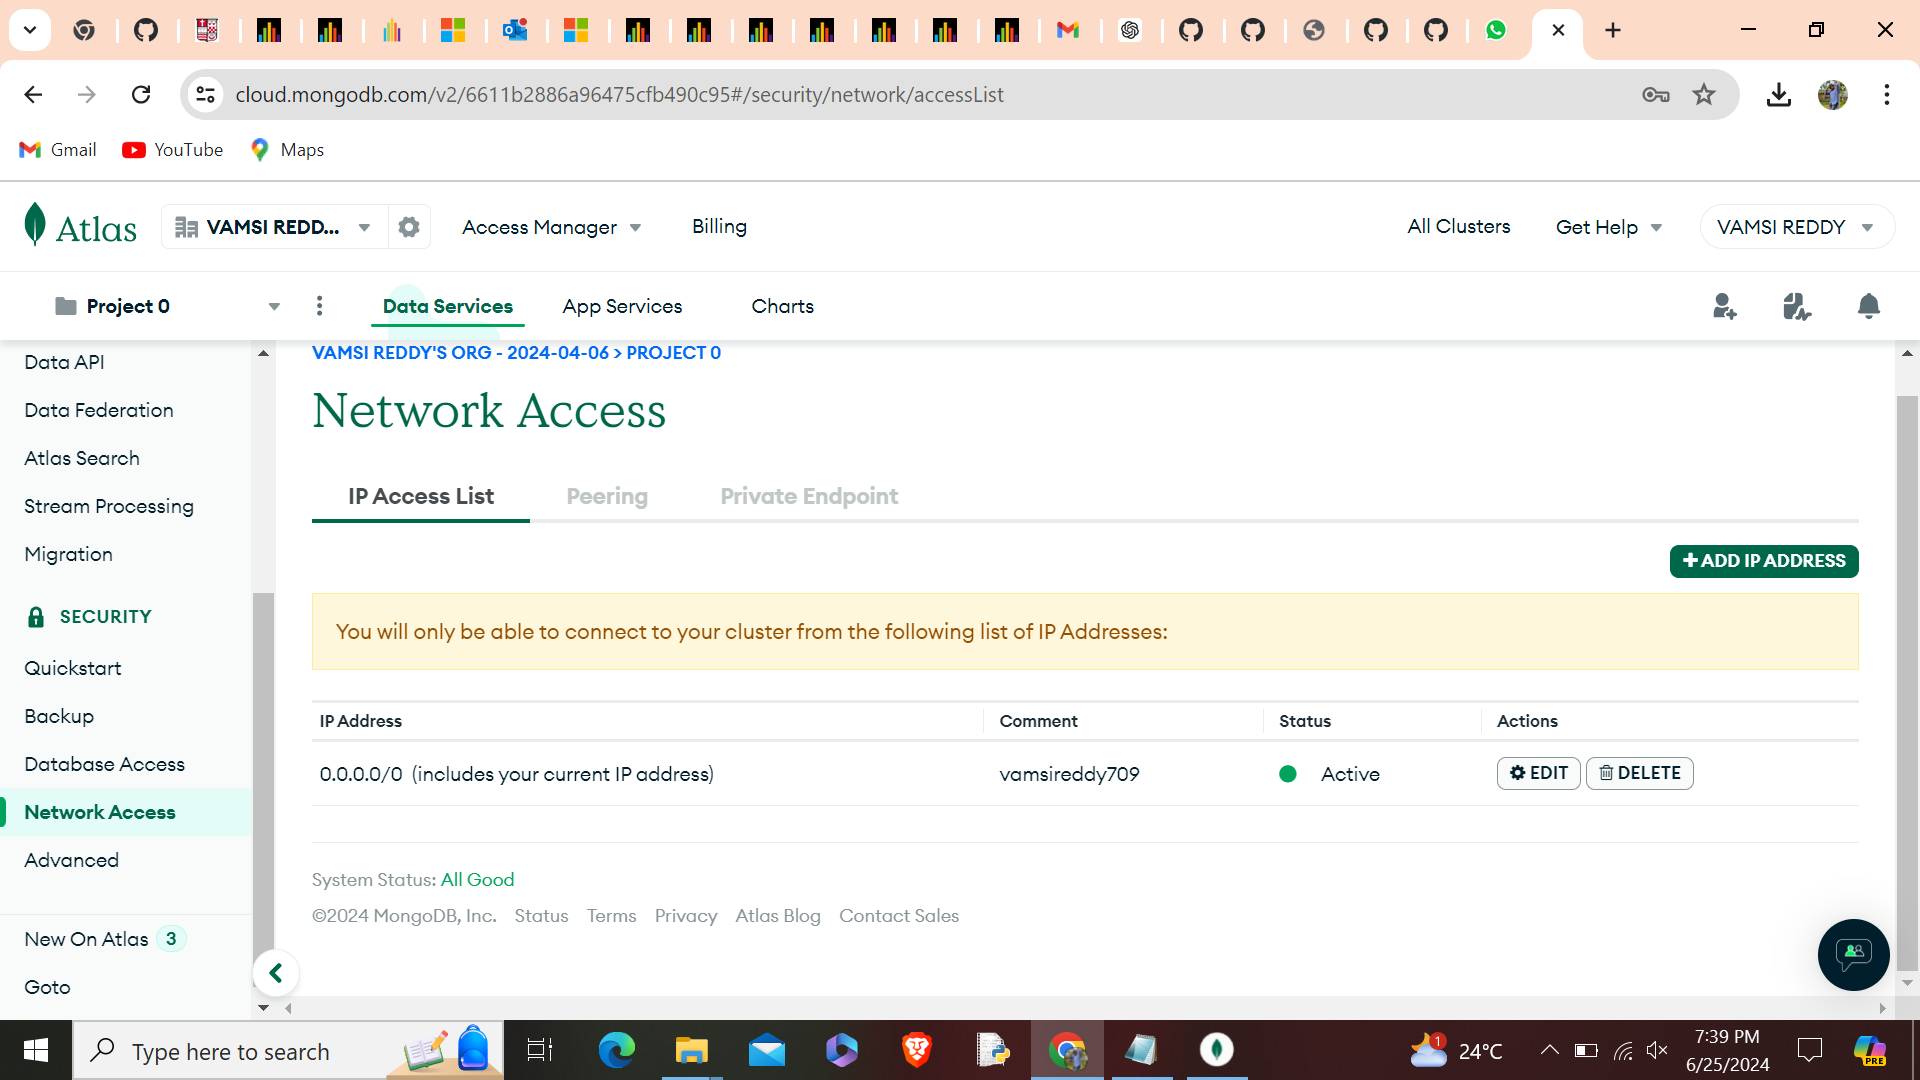 cloud.mongodb.com/v2/6611b2886a96475cfb490c95#/security/network/accessList
Gmail YouTube Maps
Atlas VAMSI REDD... Access Manager Billing All Clusters Get Help VAMSI REDDY
Project 0 Data Services App Services Charts
Data API
Data Federation
Atlas Search
Stream Processing
Migration
SECURITY
Quickstart
Backup
Database Access
Network Access
Advanced
New On Atlas 3
Goto
VAMSI REDDY'S ORG - 2024-04-06 > PROJECT 0
Network Access
IP Access List Peering Private Endpoint
+ ADD IP ADDRESS
You will only be able to connect to your cluster from the following list of IP Addresses:
IP Address Comment Status Actions
0.0.0.0/0 (includes your current IP address) vamsireddy709 Active EDIT DELETE
System Status: All Good
©2024 MongoDB, Inc. Status Terms Privacy Atlas Blog Contact Sales
Type here to search
1 24°C
7:39 PM
6/25/2024
PRE